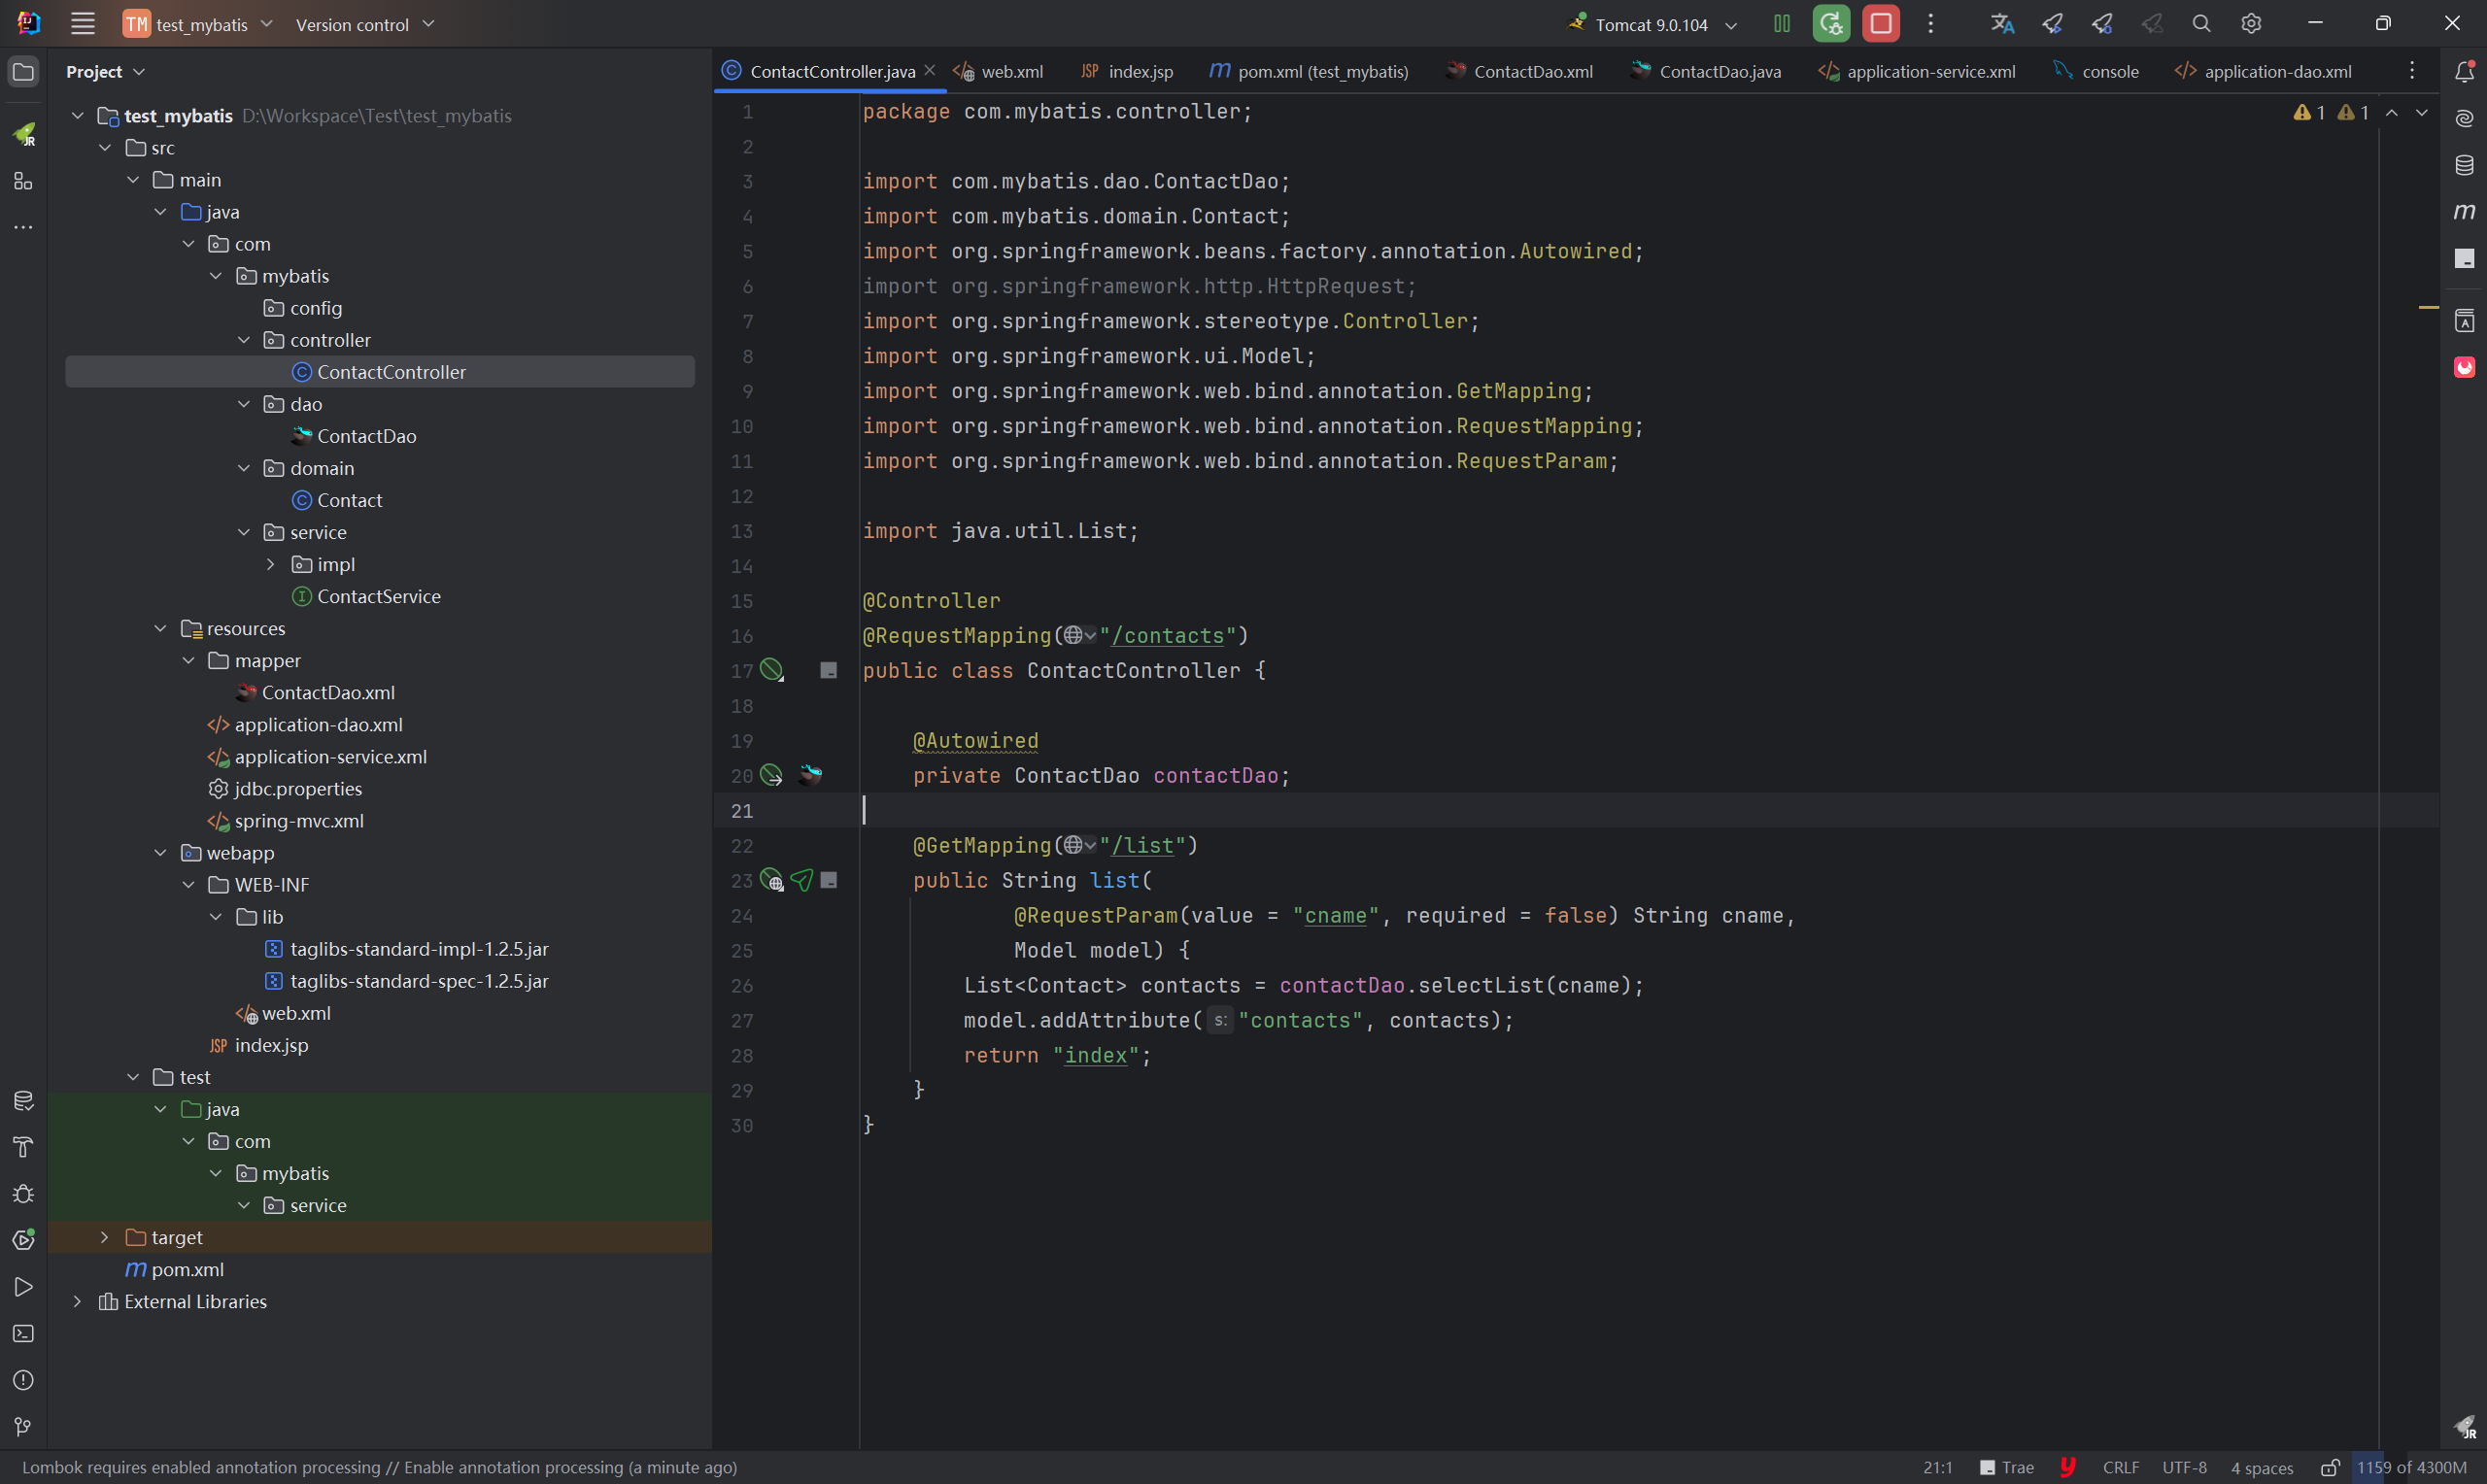 TM test_mybatis Version control Tomcat 9.0.104
Project
ContactController.java web.xml JSP index.jsp m pom.xml (test_mybatis) ContactDao.xml ContactDao.java application-service.xml console application-dao.xml
test_mybatis D:\Workspace\Test\test_mybatis
src
main
java
com
mybatis
config
controller
ContactController
dao
ContactDao
domain
Contact
service
impl
ContactService
resources
mapper
ContactDao.xml
application-dao.xml
application-service.xml
jdbc.properties
spring-mvc.xml
webapp
WEB-INF
lib
taglibs-standard-impl-1.2.5.jar
taglibs-standard-spec-1.2.5.jar
web.xml
JSP index.jsp
test
java
com
mybatis
service
target
m pom.xml
External Libraries
1 package com.mybatis.controller;
1 1
2
3 import com.mybatis.dao.ContactDao;
4 import com.mybatis.domain.Contact;
5 import org.springframework.beans.factory.annotation.Autowired;
6 import org.springframework.http.HttpRequest;
7 import org.springframework.stereotype.Controller;
8 import org.springframework.ui.Model;
9 import org.springframework.web.bind.annotation.GetMapping;
10 import org.springframework.web.bind.annotation.RequestMapping;
11 import org.springframework.web.bind.annotation.RequestParam;
12
13 import java.util.List;
14
15 @Controller
16 @RequestMapping("/contacts")
17 public class ContactController {
18
19 @Autowired
20 private ContactDao contactDao;
21
22 @GetMapping("/list")
23 public String list(
24 @RequestParam(value = "cname", required = false) String cname,
25 Model model) {
26 List<Contact> contacts = contactDao.selectList(cname);
27 model.addAttribute( s: "contacts", contacts);
28 return "index";
29 }
30 }
Lombok requires enabled annotation processing // Enable annotation processing (a minute ago)
21:1 Trae y CRLF UTF-8 4 spaces 1159 of 4300M